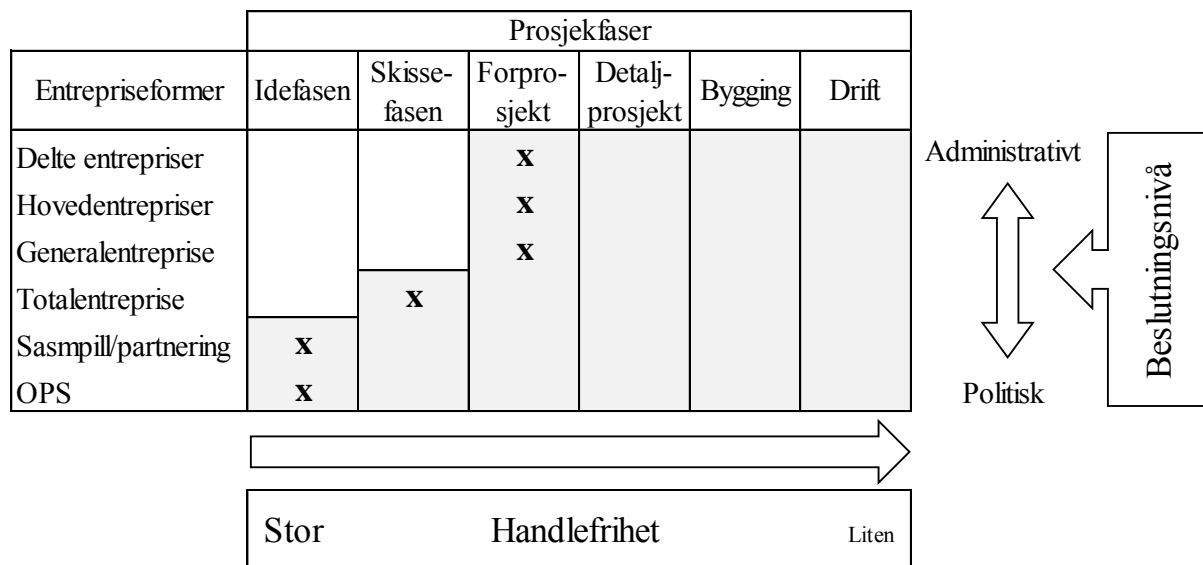 Prosjekfaser
Entrepriseformer
Idefasen
Skisse-
fasen
Forpro-
sjekt
Detalj-
prosjekt
Bygging
Drift
Delte entrepriser x
Hovedentrepriser x
Generalentreprise x
Totalentreprise x
Sasmpill/partnering x
OPS x
Administrativt
Politisk
Beslutningsnivå
Stor Handlefrihet Liten